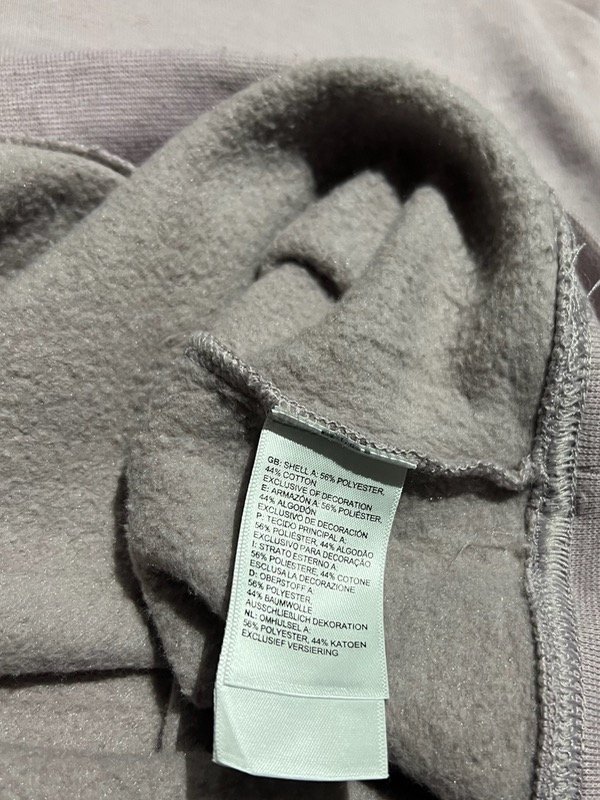 GB: SHELL A: 56% POLYESTER,
44% COTTON
EXCLUSIVE OF DECORATION
E: ARMAZÓN A: 56% POLIÉSTER,
44% ALGODÓN
EXCLUSIVO DE DECORACIÓN
P: TECIDO PRINCIPAL A:
56% POLIÉSTER, 44% ALGODÃO
EXCLUSIVO PARA DECORAÇÃO
I: STRATO ESTERNO A:
56% POLIESTERE, 44% COTONE
ESCLUSA LA DECORAZIONE
D: OBERSTOFF A:
56% POLYESTER,
44% BAUMWOLLE
AUSSCHLIEßLICH DEKORATION
NL: OMHULSEL A:
56% POLYESTER, 44% KATOEN
EXCLUSIEF VERSIERING